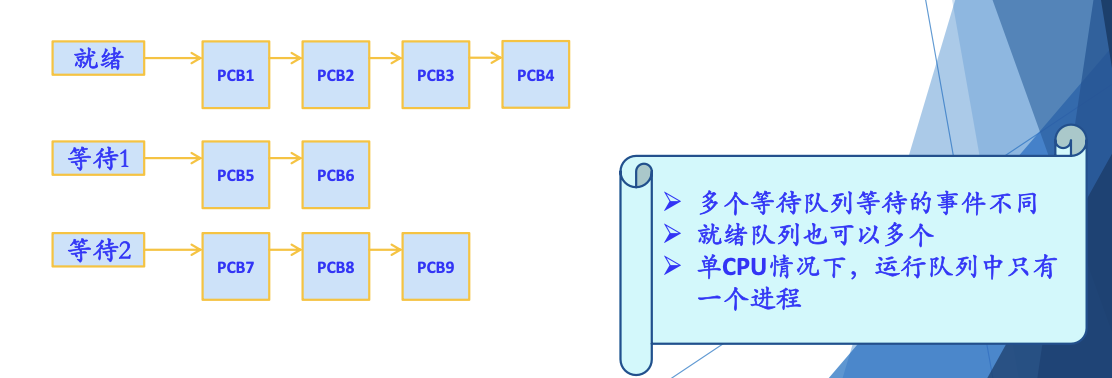 就绪
PCB1
PCB2
PCB3
PCB4
等待1
PCB5
PCB6
等待2
PCB7
PCB8
PCB9
➢ 多个等待队列等待的事件不同
➢ 就绪队列也可以多个
➢ 单CPU情况下，运行队列中只有
一个进程